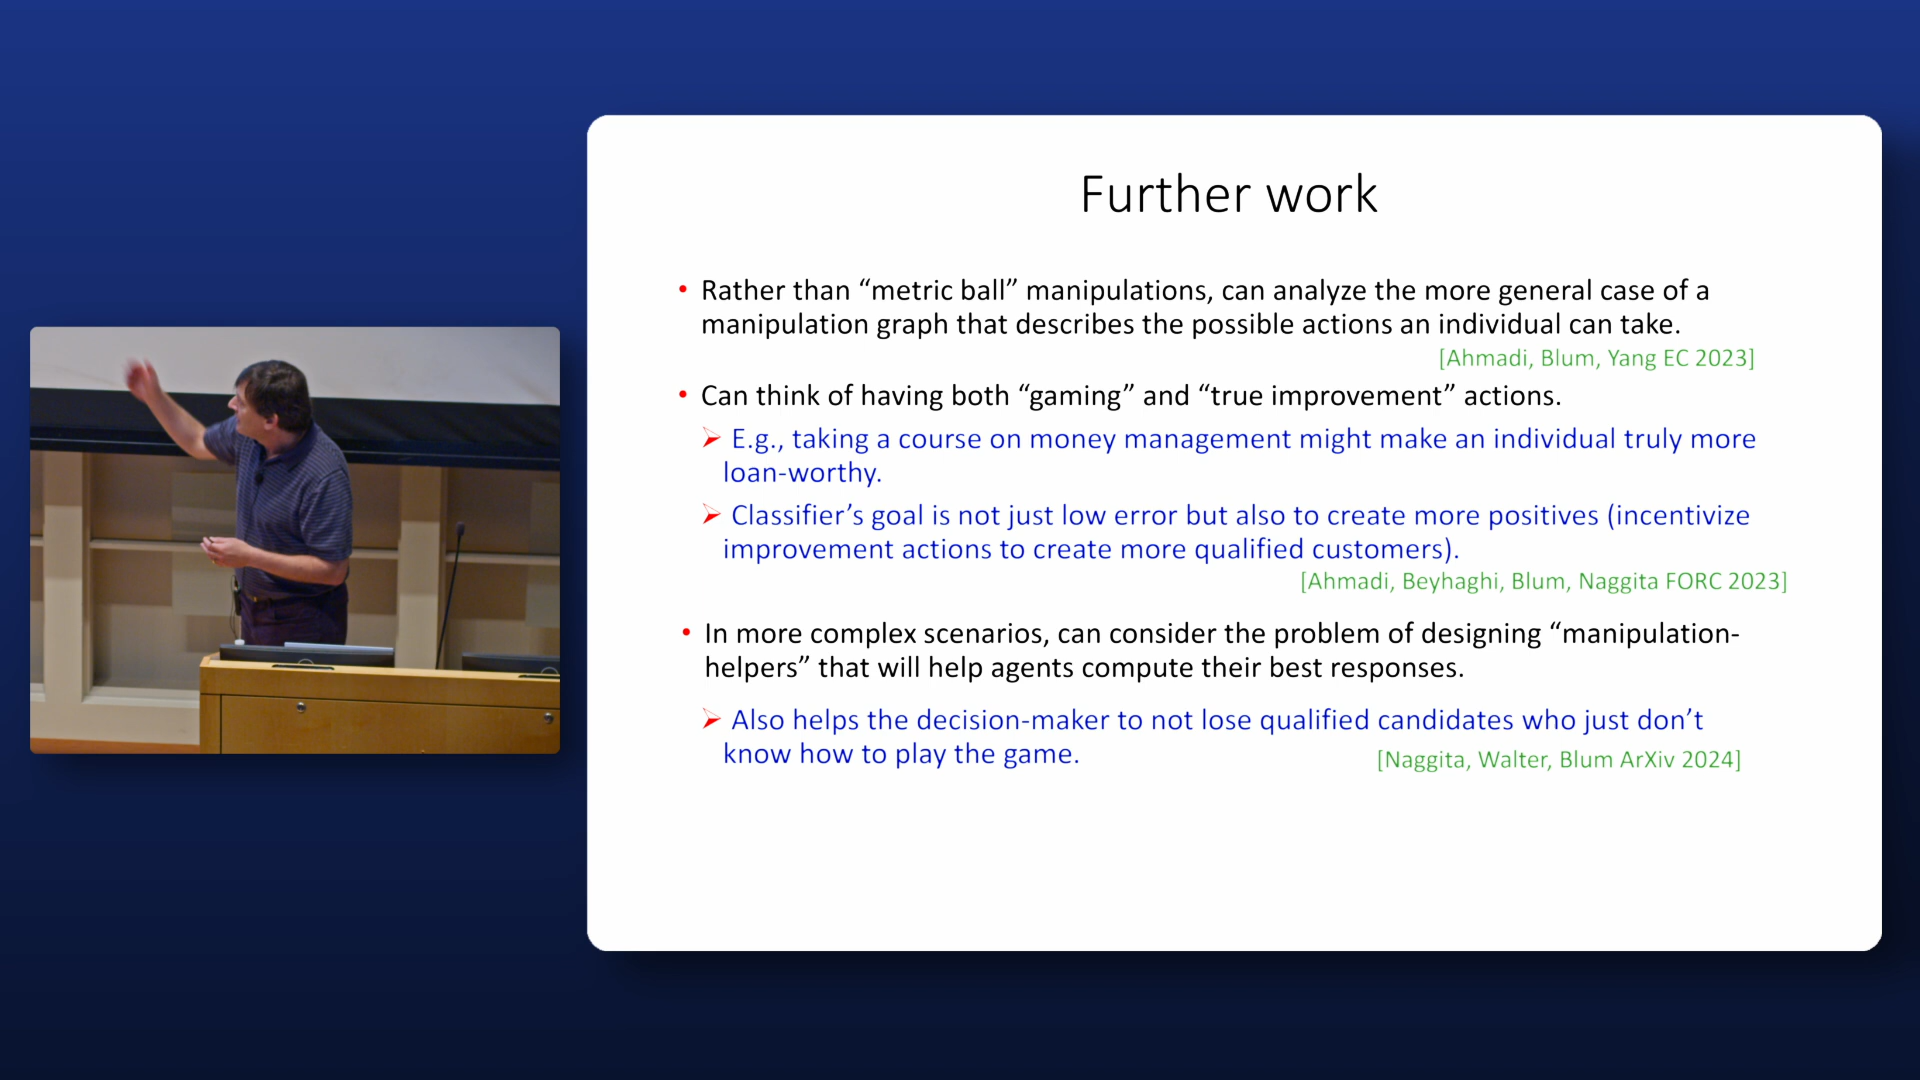 Further work
• Rather than “metric ball” manipulations, can analyze the more general case of a
manipulation graph that describes the possible actions an individual can take.
[Ahmadi, Blum, Yang EC 2023]
• Can think of having both “gaming” and “true improvement” actions.
➢ E.g., taking a course on money management might make an individual truly more
loan-worthy.
➢ Classifier’s goal is not just low error but also to create more positives (incentivize
improvement actions to create more qualified customers).
[Ahmadi, Beyhaghi, Blum, Naggita FORC 2023]
• In more complex scenarios, can consider the problem of designing “manipulation-
helpers” that will help agents compute their best responses.
➢ Also helps the decision-maker to not lose qualified candidates who just don’t
know how to play the game.
[Naggita, Walter, Blum ArXiv 2024]